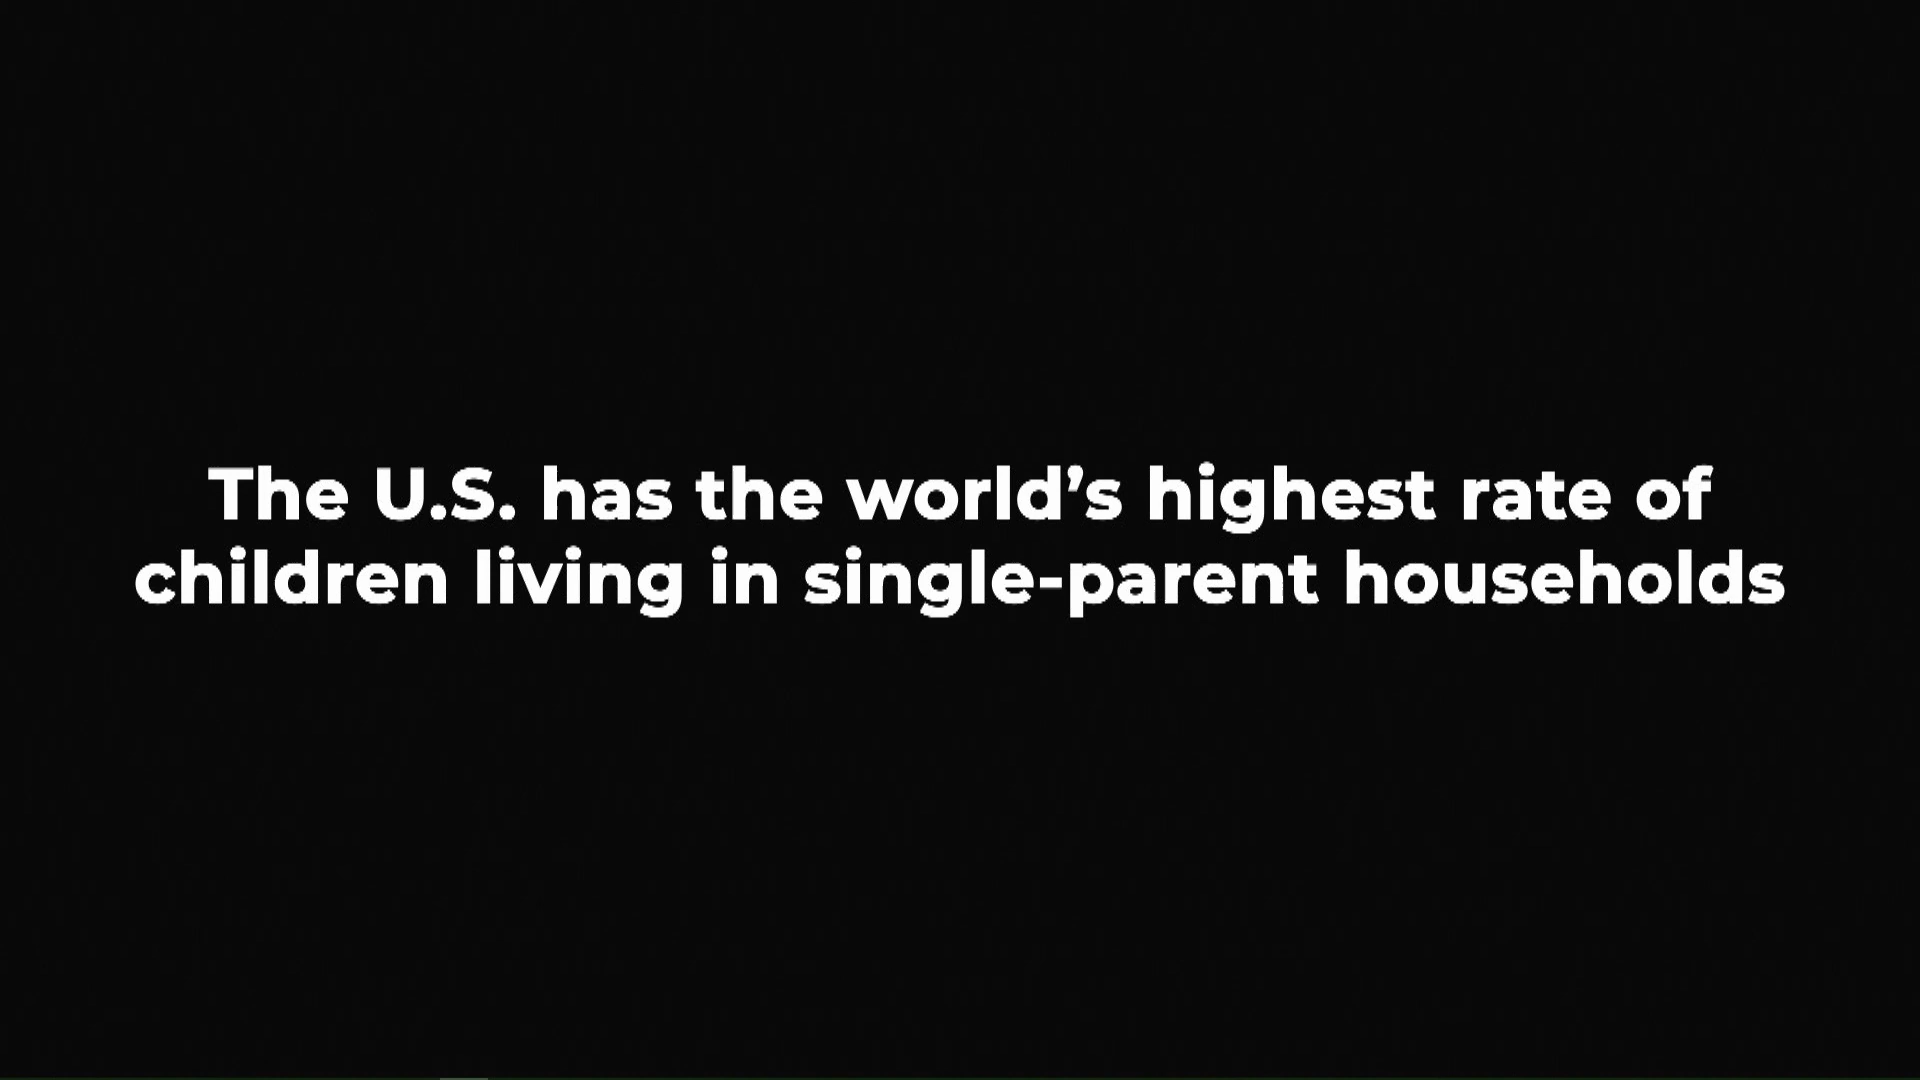 The U.S. has the world’s highest rate of
children living in single-parent households